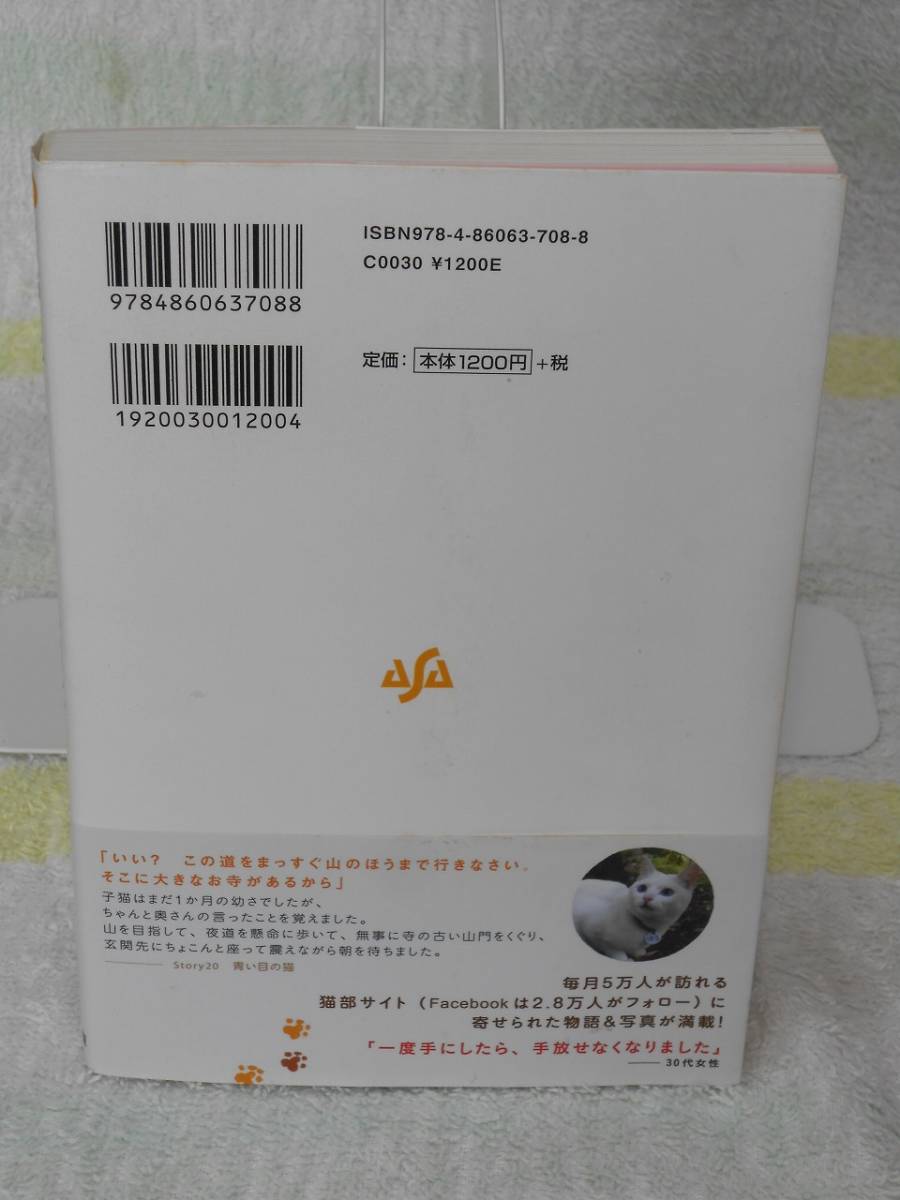 ISBN978-4-86063-708-8
C0030 ¥1200E
9784860637088
定価：本体1200円+税
1920030012004
ASA
「いい？　この道をまっすぐ山のほうまで行きなさい。
そこに大きなお寺があるから」
子猫はまだ1か月の幼さでしたが、
ちゃんと奥さんの言ったことを覚えました。
山を目指して、夜道を懸命に歩いて、無事に寺の古い山門をくぐり、
玄関先にちょこんと座って震えながら朝を待ちました。
Story20　青い目の猫
毎月5万人が訪れる
猫部サイト（Facebookは2.8万人がフォロー）に
寄せられた物語&写真が満載！
「一度手にしたら、手放せなくなりました」
30代女性